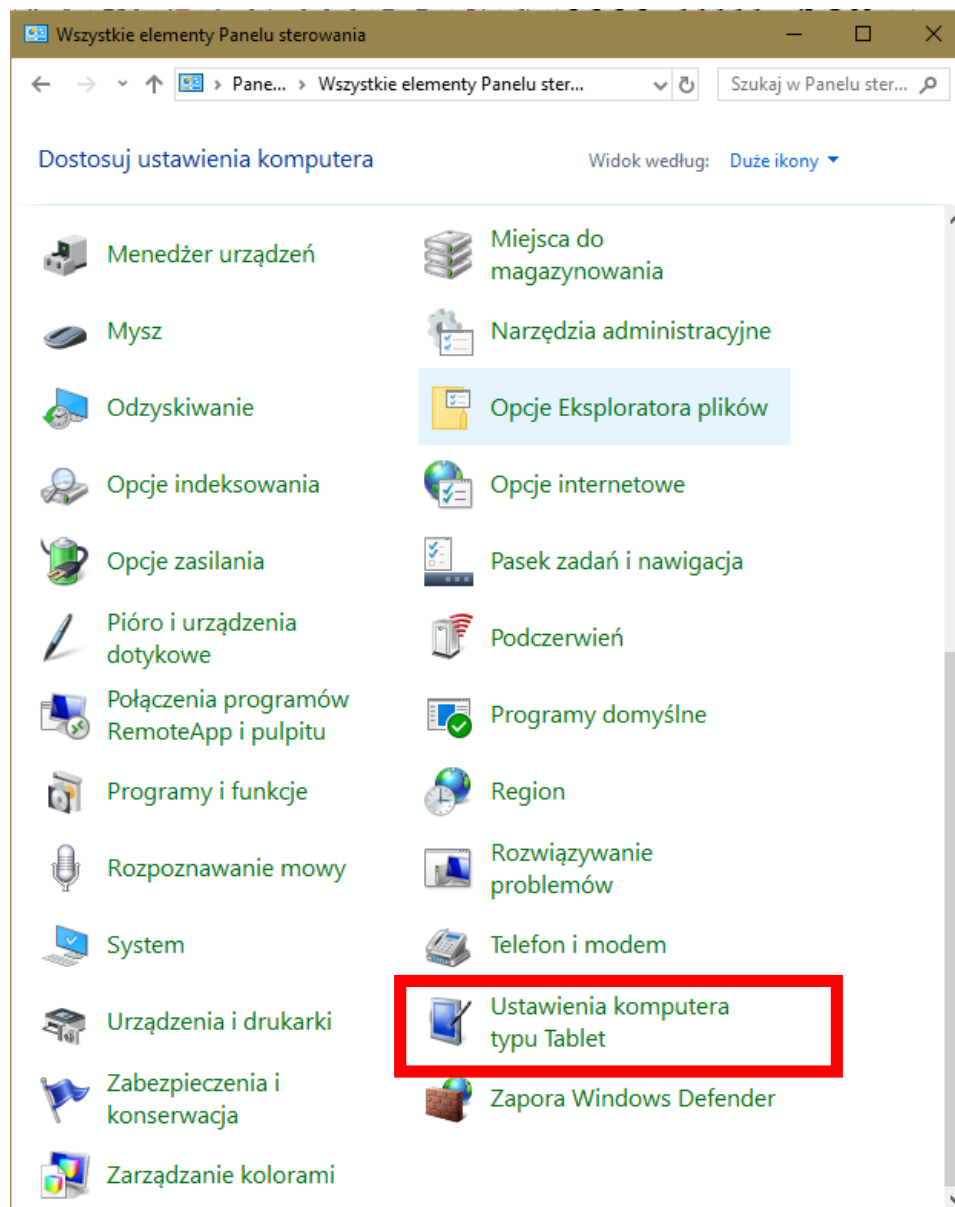 Wszystkie elementy Panelu sterowania
Pane... Wszystkie elementy Panelu ster...
Szukaj w Panelu ster...
Dostosuj ustawienia komputera
Widok według: Duże ikony
Menedżer urządzeń
Miejsca do
magazynowania
Mysz
Narzędzia administracyjne
Odzyskiwanie
Opcje Eksploratora plików
Opcje indeksowania
Opcje internetowe
Opcje zasilania
Pasek zadań i nawigacja
Pióro i urządzenia
dotykowe
Podczerwień
Połączenia programów
RemoteApp i pulpitu
Programy domyślne
Programy i funkcje
Region
Rozpoznawanie mowy
Rozwiązywanie
problemów
System
Telefon i modem
Urządzenia i drukarki
Ustawienia komputera
typu Tablet
Zabezpieczenia i
konserwacja
Zapora Windows Defender
Zarządzanie kolorami